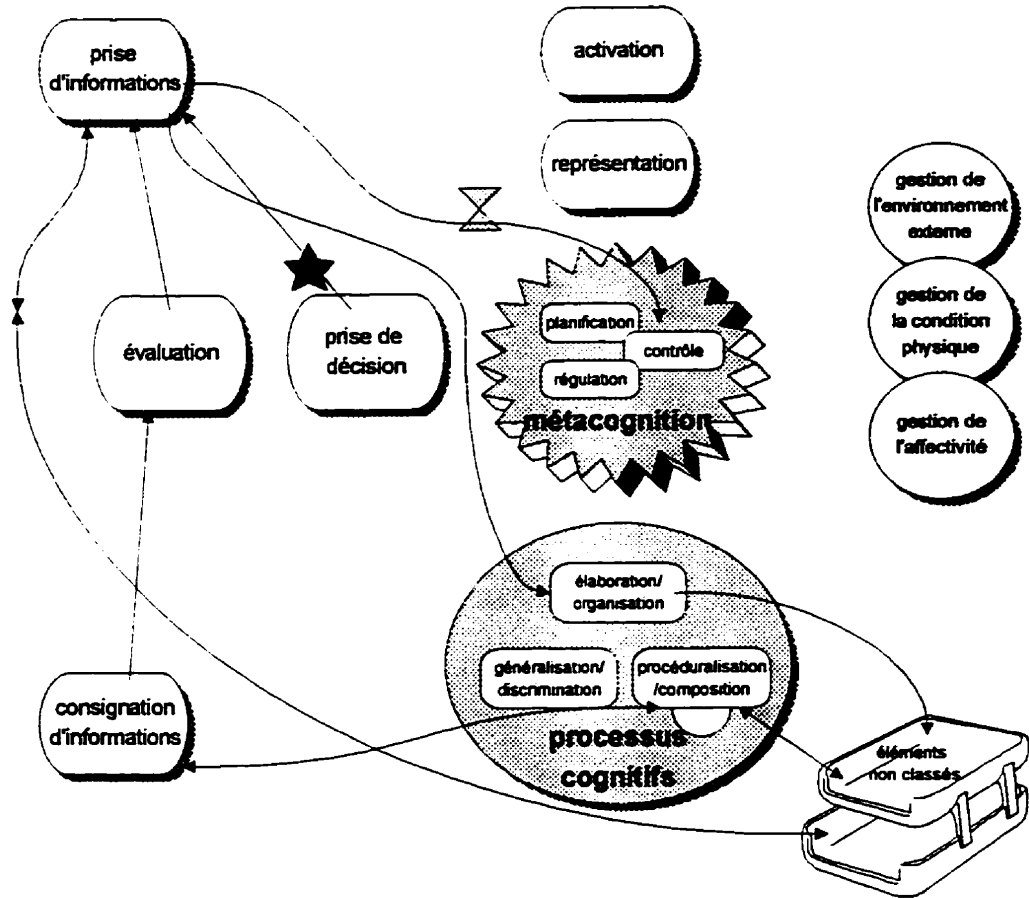 prise
d'informations
activation
représentation
gestion de
l'environnement
externe
gestion de
la condition
physique
gestion de
l'affectivité
évaluation
prise de
décision
planification
contrôle
régulation
métacognition
élaboration/
organisation
généralisation/
discrimination
procéduralisation
/composition
processus
cognitifs
consignation
d'informations
éléments
non classés